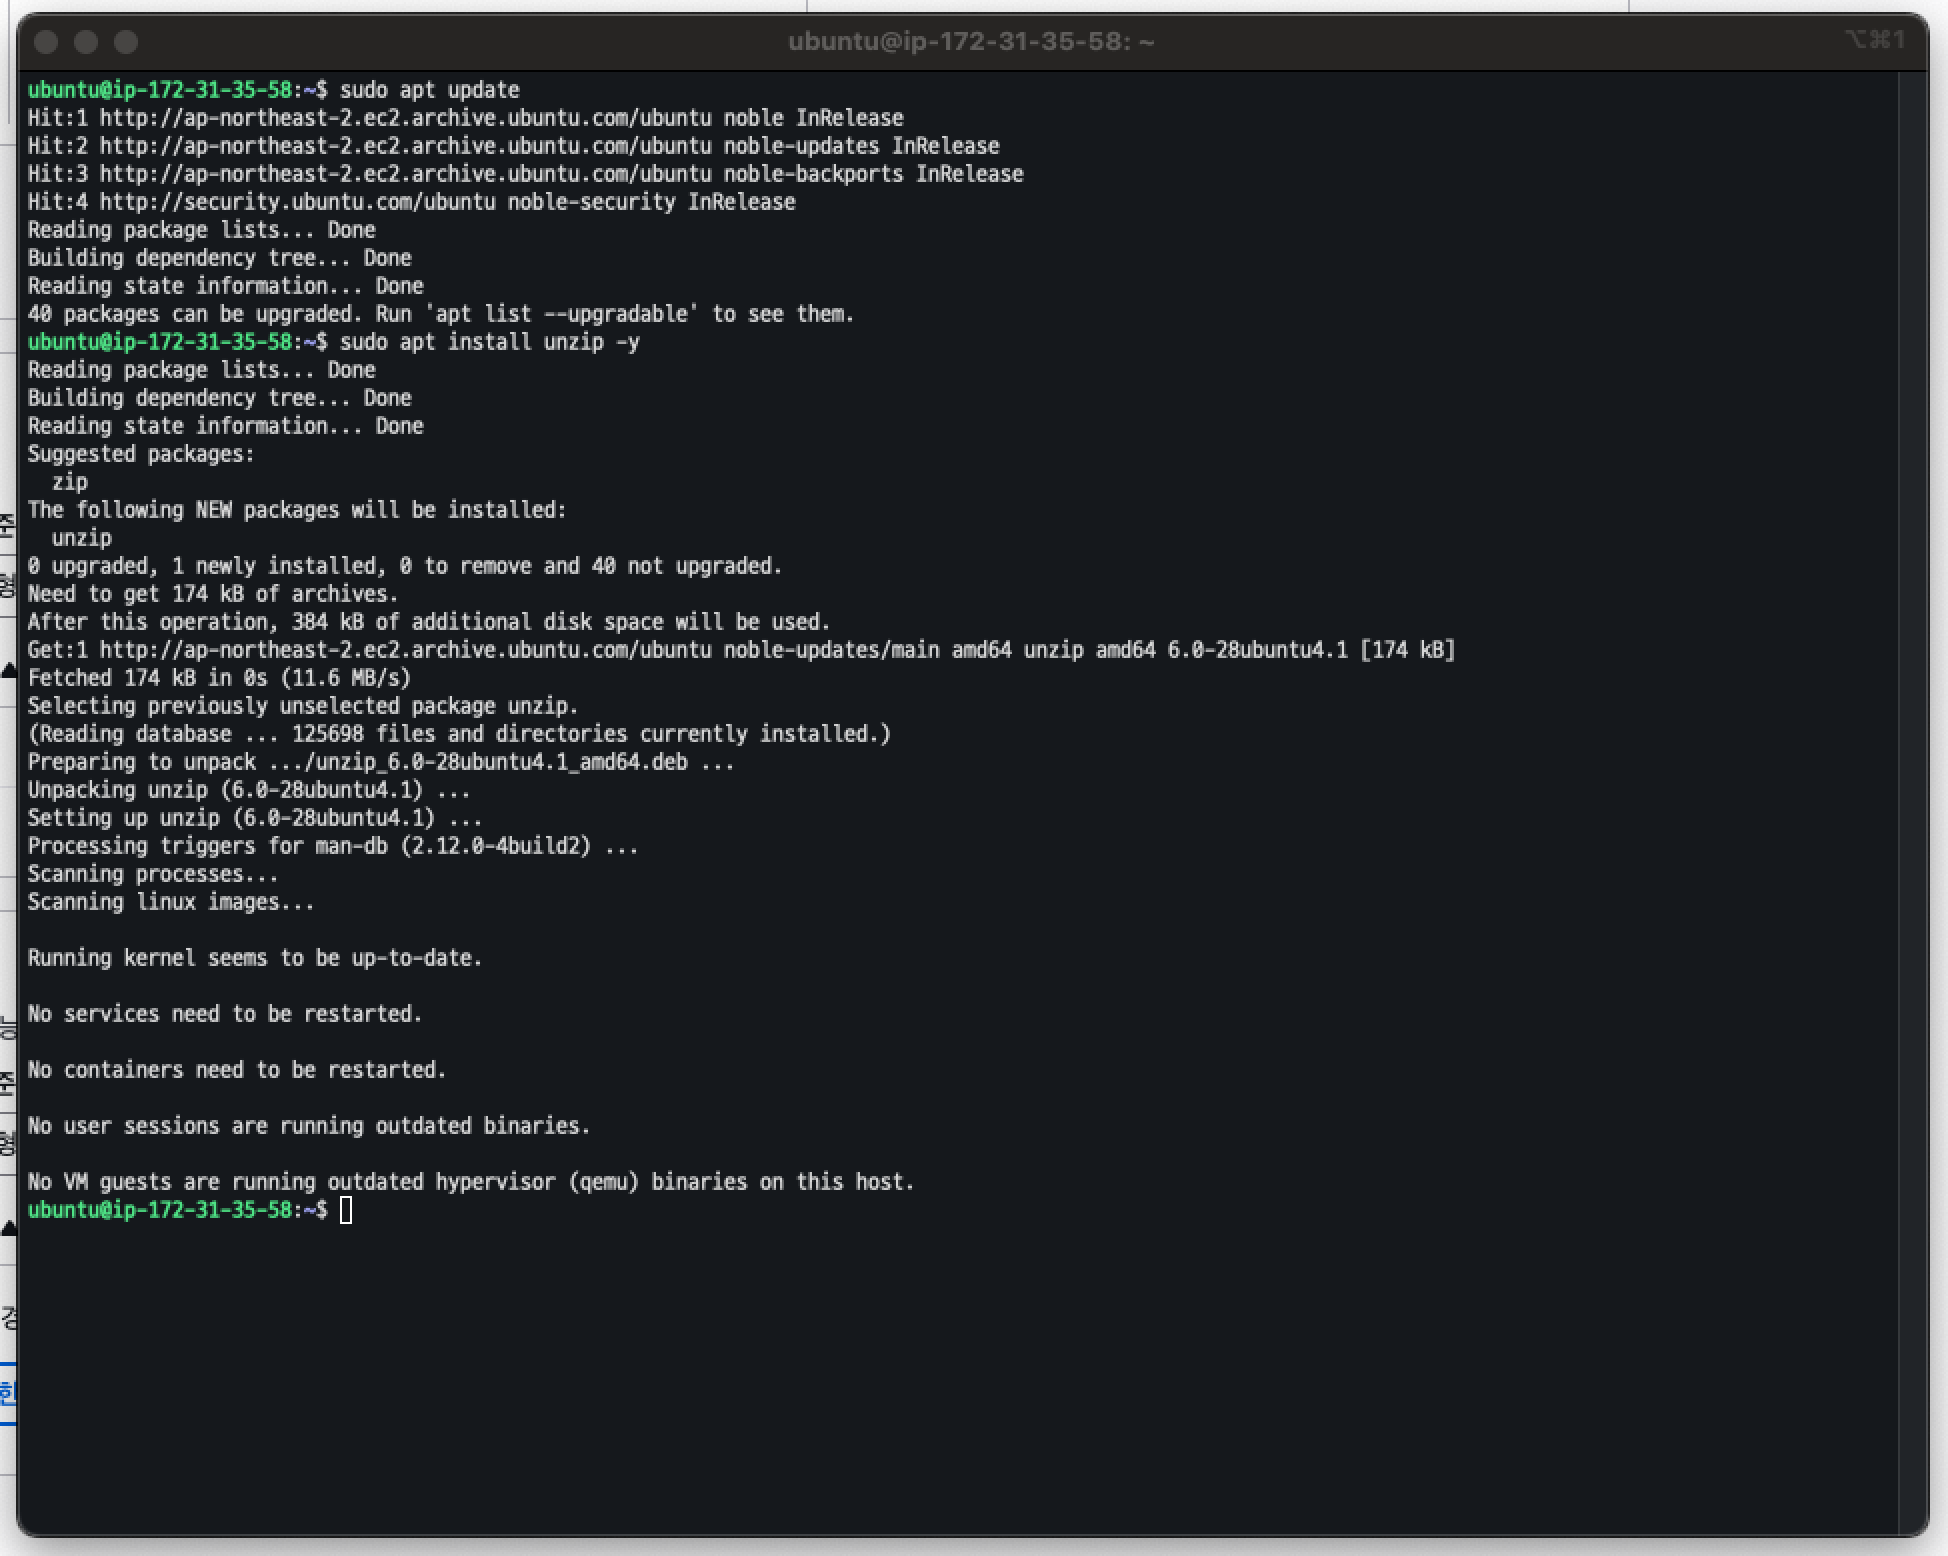 ubuntu@ip-172-31-35-58: ~
⌥⌘1
ubuntu@ip-172-31-35-58:~$ sudo apt update
Hit:1 http://ap-northeast-2.ec2.archive.ubuntu.com/ubuntu noble InRelease
Hit:2 http://ap-northeast-2.ec2.archive.ubuntu.com/ubuntu noble-updates InRelease
Hit:3 http://ap-northeast-2.ec2.archive.ubuntu.com/ubuntu noble-backports InRelease
Hit:4 http://security.ubuntu.com/ubuntu noble-security InRelease
Reading package lists... Done
Building dependency tree... Done
Reading state information... Done
40 packages can be upgraded. Run 'apt list --upgradable' to see them.
ubuntu@ip-172-31-35-58:~$ sudo apt install unzip -y
Reading package lists... Done
Building dependency tree... Done
Reading state information... Done
Suggested packages:
  zip
The following NEW packages will be installed:
  unzip
0 upgraded, 1 newly installed, 0 to remove and 40 not upgraded.
Need to get 174 kB of archives.
After this operation, 384 kB of additional disk space will be used.
Get:1 http://ap-northeast-2.ec2.archive.ubuntu.com/ubuntu noble-updates/main amd64 unzip amd64 6.0-28ubuntu4.1 [174 kB]
Fetched 174 kB in 0s (11.6 MB/s)
Selecting previously unselected package unzip.
(Reading database ... 125698 files and directories currently installed.)
Preparing to unpack .../unzip_6.0-28ubuntu4.1_amd64.deb ...
Unpacking unzip (6.0-28ubuntu4.1) ...
Setting up unzip (6.0-28ubuntu4.1) ...
Processing triggers for man-db (2.12.0-4build2) ...
Scanning processes...
Scanning linux images...
Running kernel seems to be up-to-date.
No services need to be restarted.
No containers need to be restarted.
No user sessions are running outdated binaries.
No VM guests are running outdated hypervisor (qemu) binaries on this host.
ubuntu@ip-172-31-35-58:~$